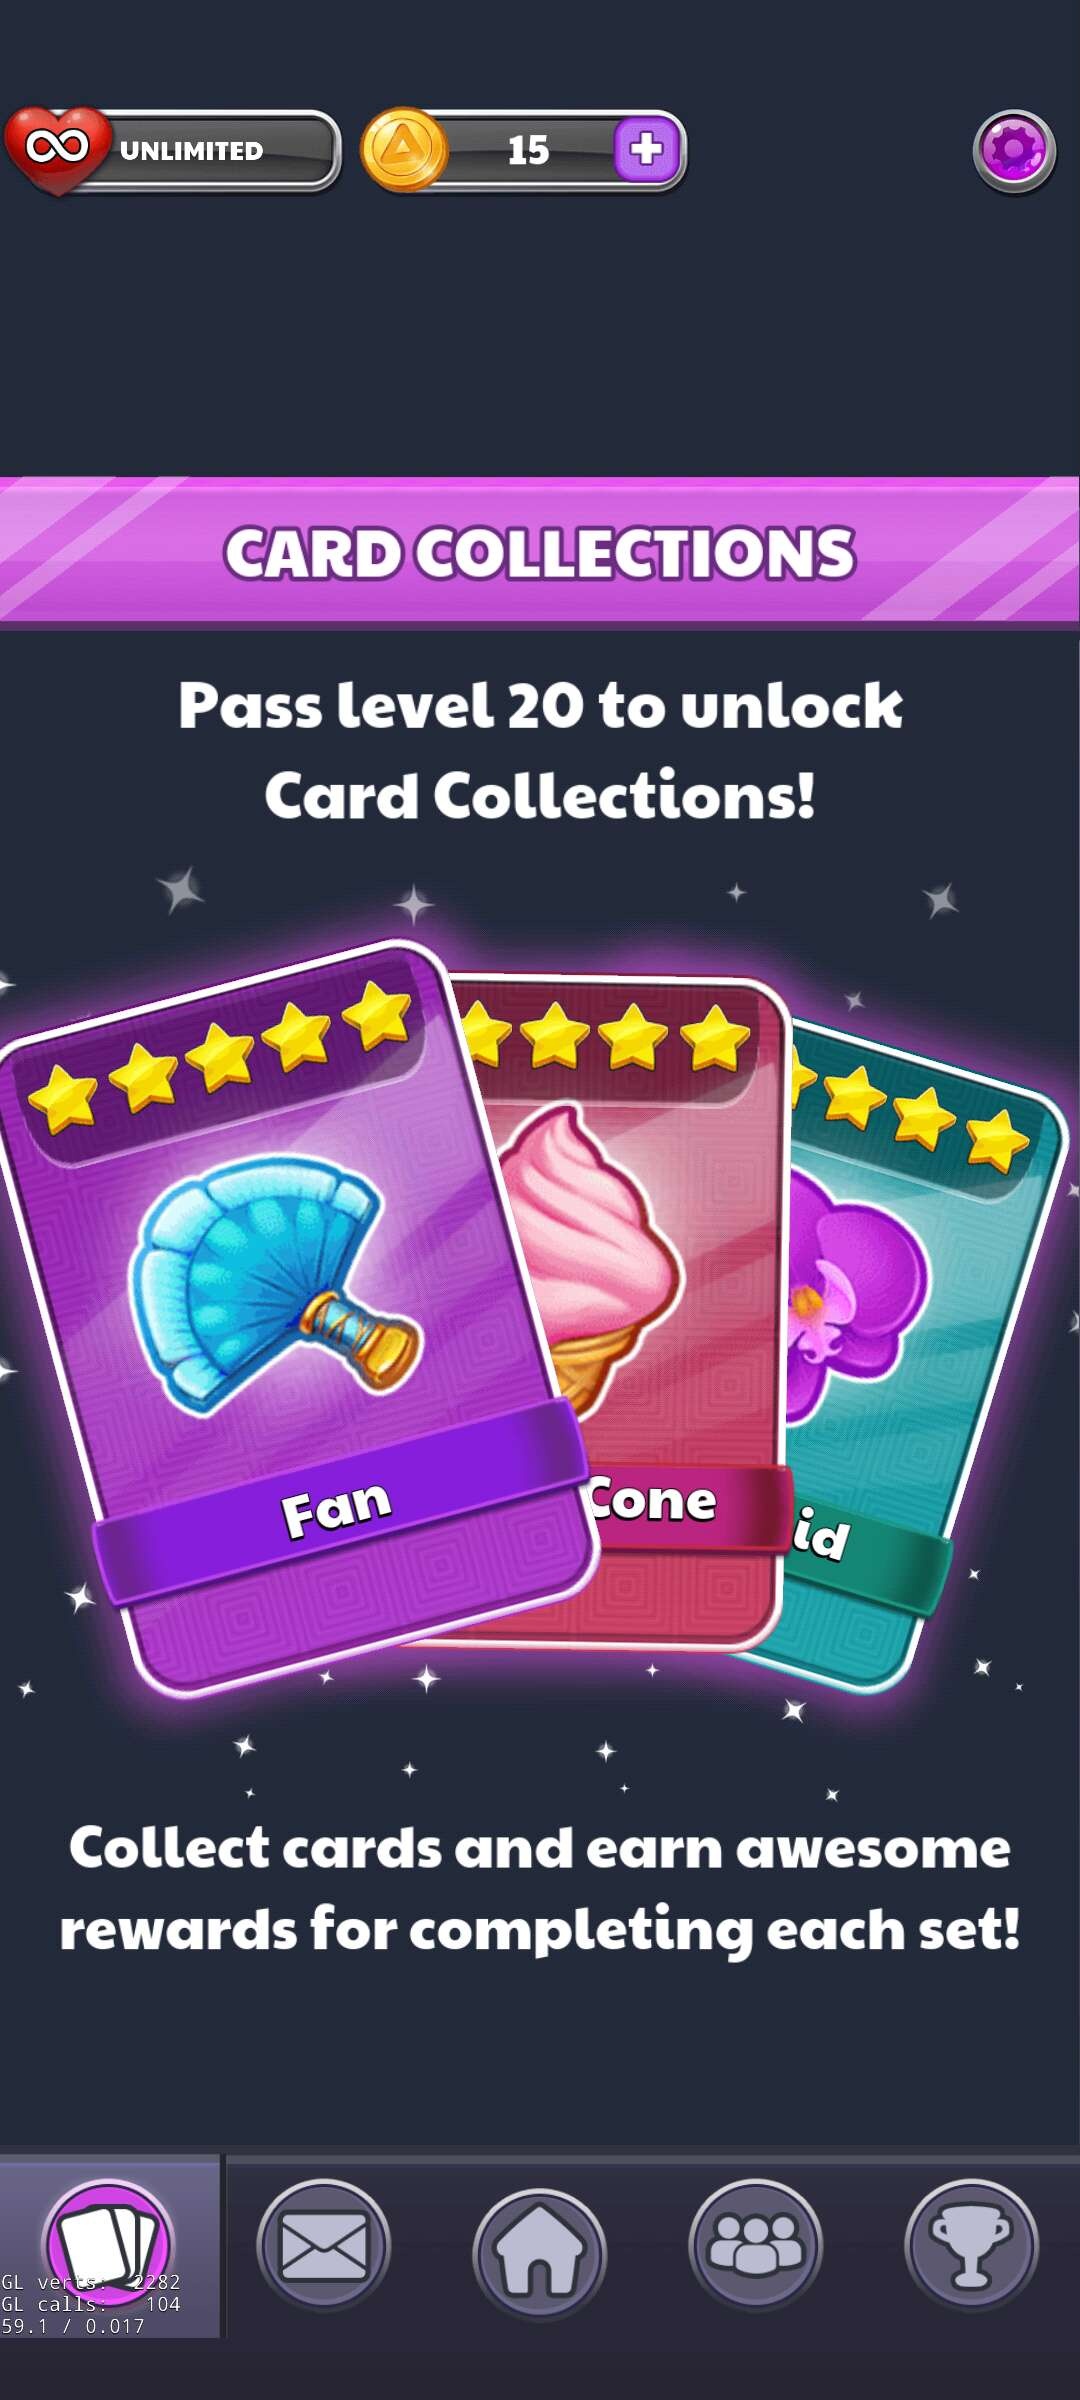 UNLIMITED
15
CARD COLLECTIONS
Pass level 20 to unlock
Card Collections!
Fan
Cone
id
Collect cards and earn awesome
rewards for completing each set!
GL verts: 2282
GL calls: 104
59.1 / 0.017